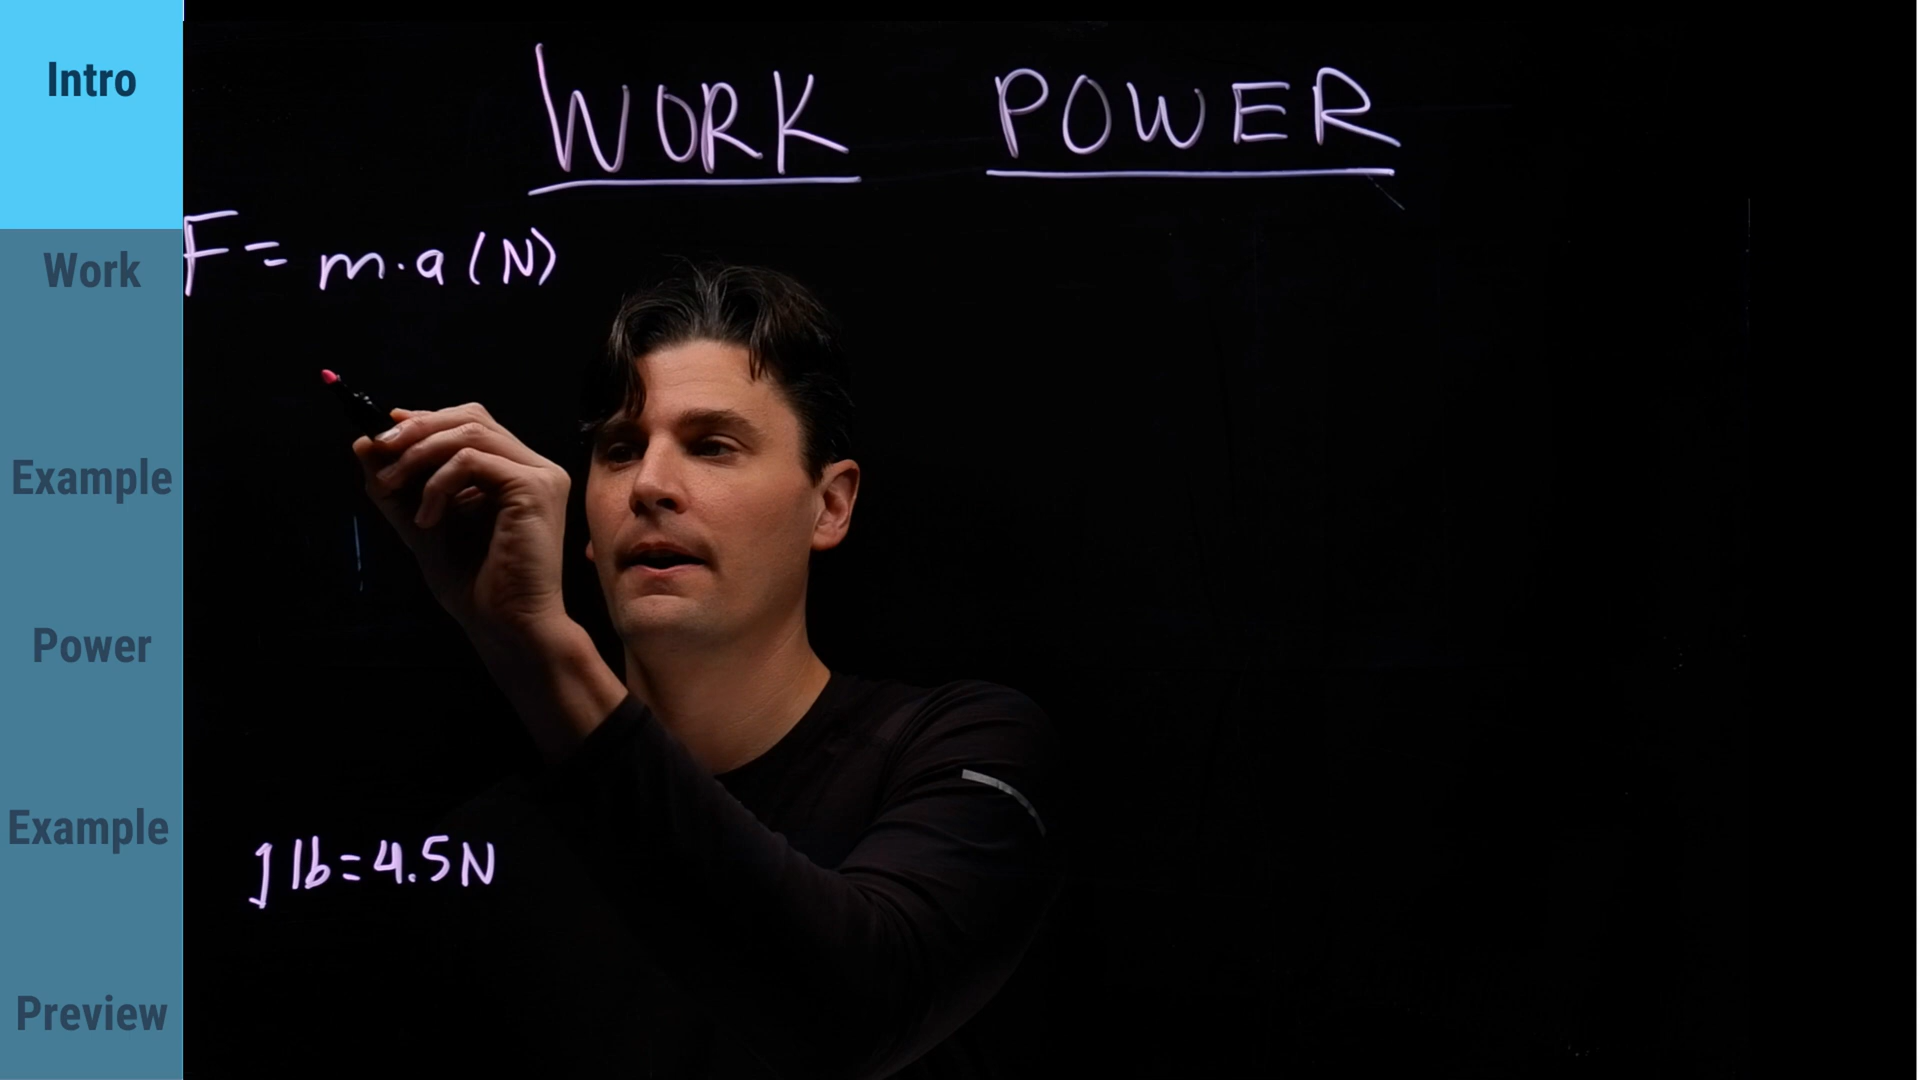 Intro
Work
Example
Power
Example
Preview
WORK POWER
F = m·a (N)
1 lb = 4.5 N